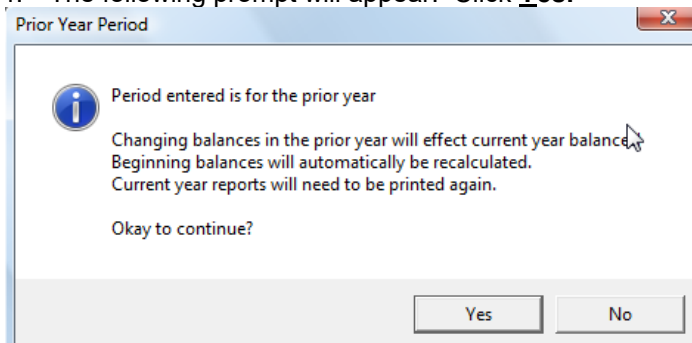 The following prompt will appear. Click Yes.
Prior Year Period
Period entered is for the prior year
Changing balances in the prior year will effect current year balance
Beginning balances will automatically be recalculated.
Current year reports will need to be printed again.
Okay to continue?
Yes
No